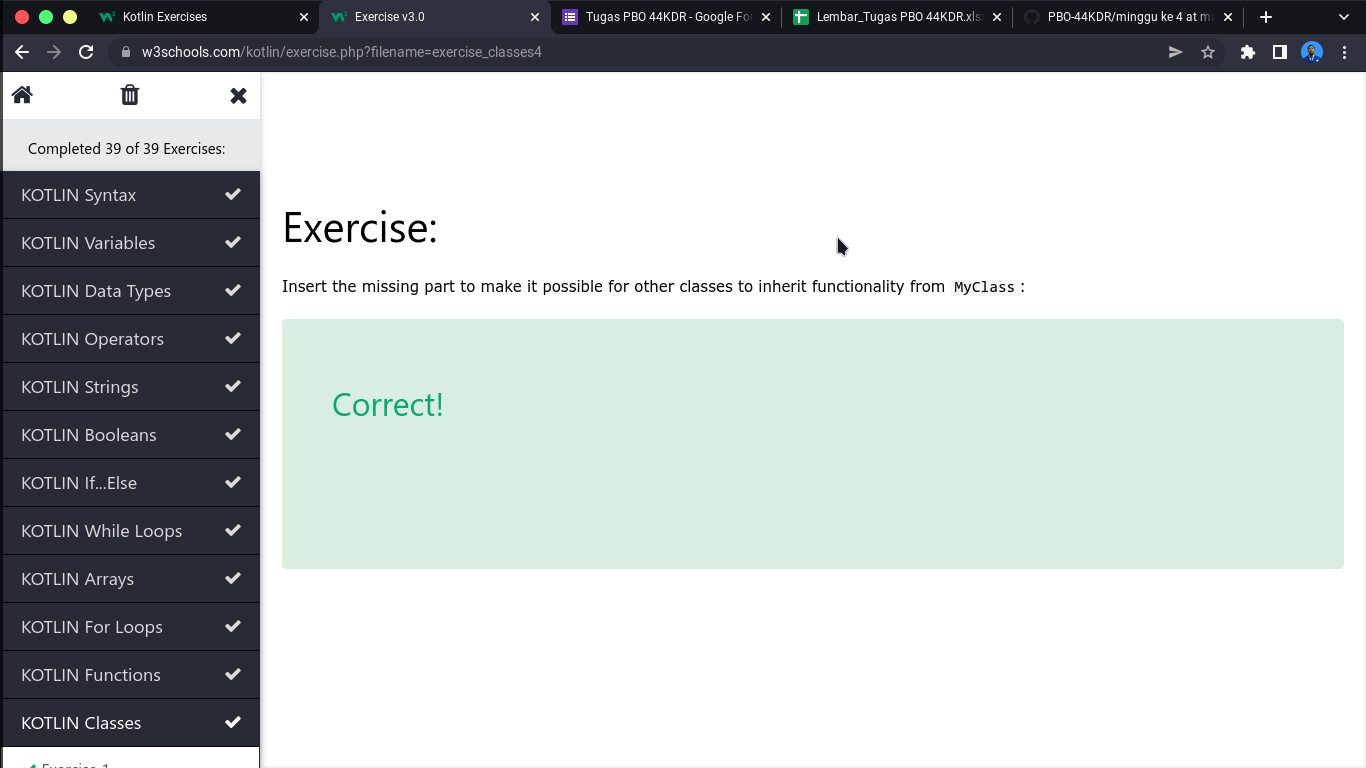 Kotlin Exercises
Exercise v3.0
Tugas PBO 44KDR - Google Fo
Lembar_Tugas PBO 44KDR.xls
PBO-44KDR/minggu ke 4 at ma
w3schools.com/kotlin/exercise.php?filename=exercise_classes4
Completed 39 of 39 Exercises:
KOTLIN Syntax
KOTLIN Variables
KOTLIN Data Types
KOTLIN Operators
KOTLIN Strings
KOTLIN Booleans
KOTLIN If...Else
KOTLIN While Loops
KOTLIN Arrays
KOTLIN For Loops
KOTLIN Functions
KOTLIN Classes
Exercise 1
Exercise:
Insert the missing part to make it possible for other classes to inherit functionality from MyClass:
Correct!